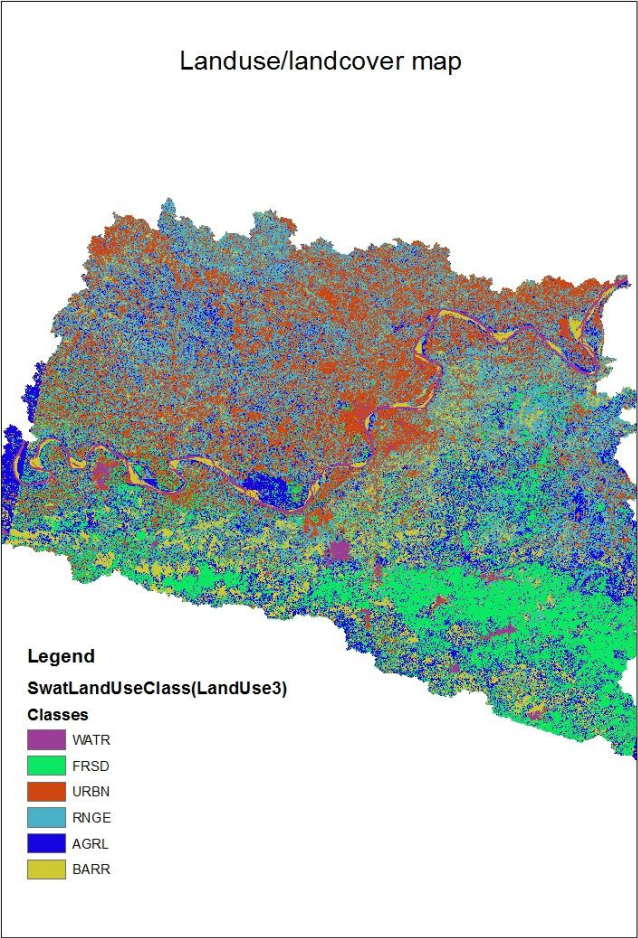 Landuse/landcover map
Legend
SwatLandUseClass(LandUse3)
Classes
WATR
FRSD
URBN
RNGE
AGRL
BARR